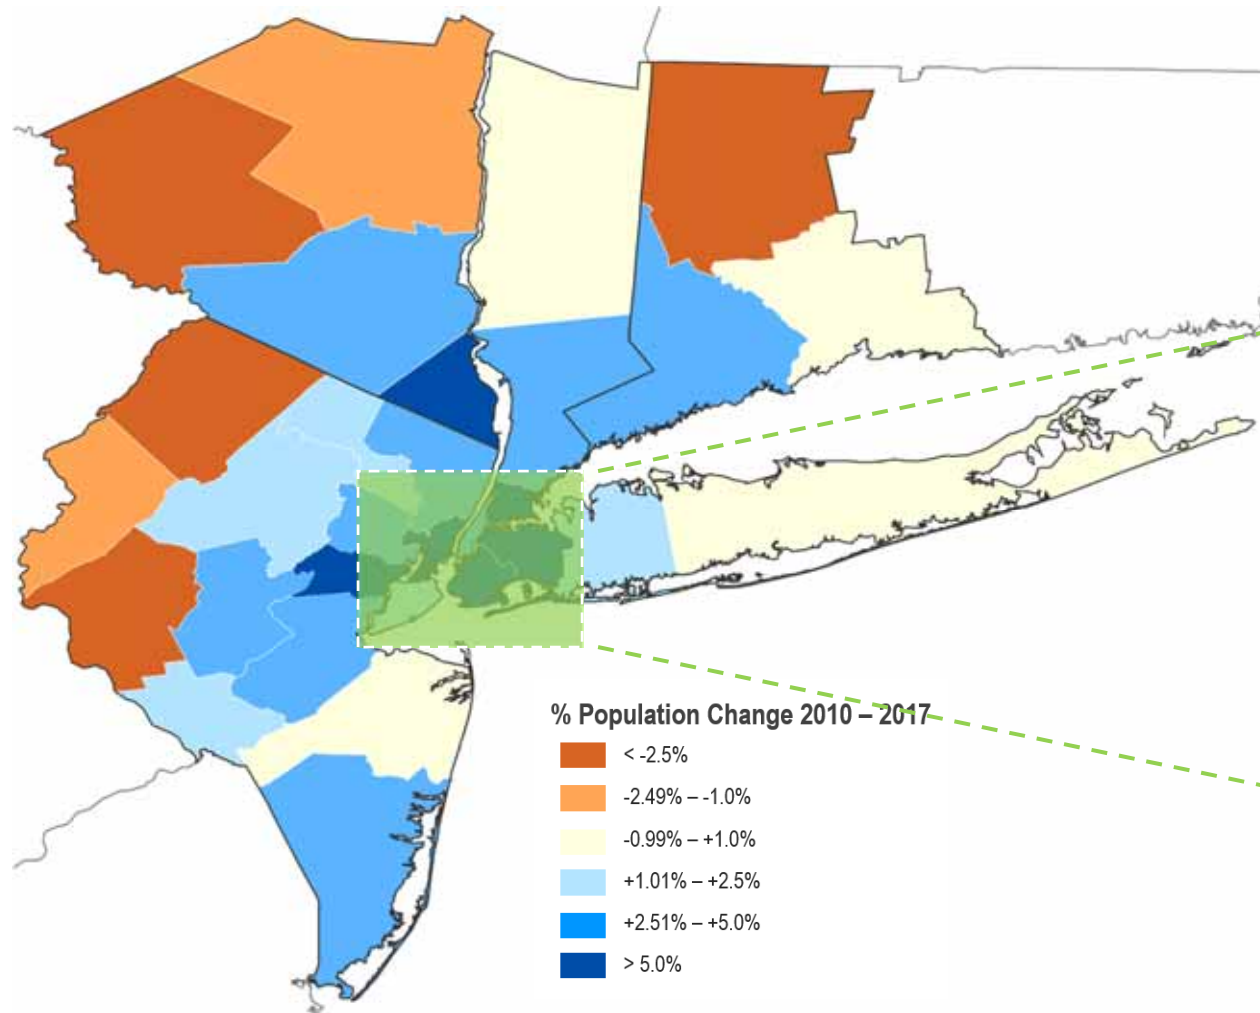 % Population Change 2010 – 2017
< -2.5%
-2.49% – -1.0%
-0.99% – +1.0%
+1.01% – +2.5%
+2.51% – +5.0%
> 5.0%